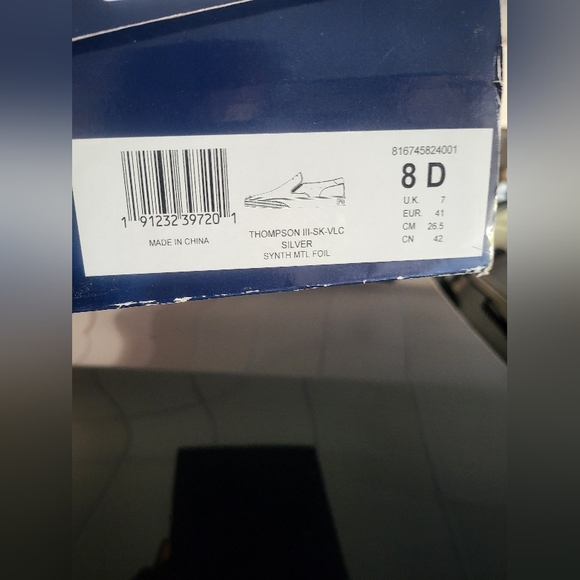 816745824001
8 D
U.K. 7
EUR. 41
CM 26.5
CN 42
1 91232 39720 1
MADE IN CHINA
THOMPSON III-SK-VLC
SILVER
SYNTH MTL FOIL